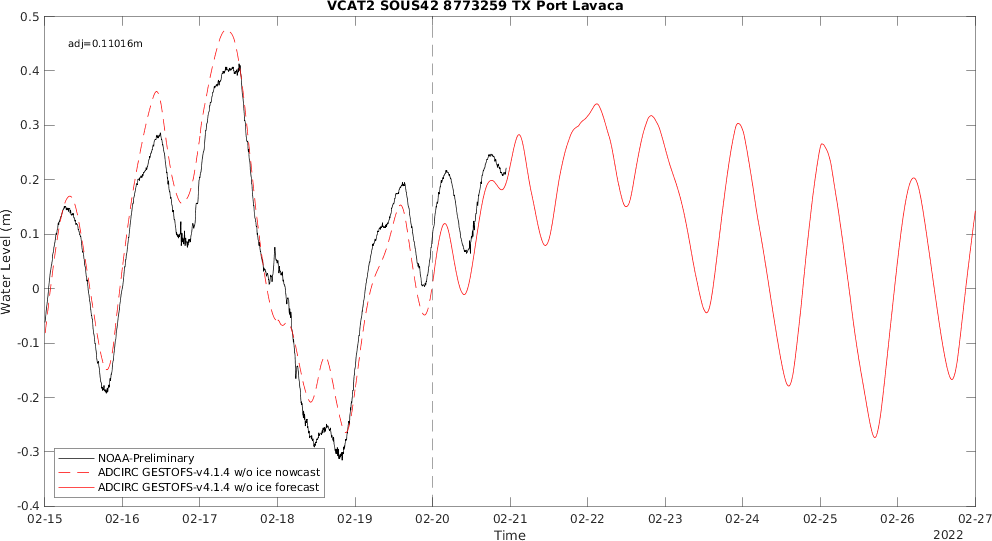 VCAT2 SOUS42 8773259 TX Port Lavaca
adj=0.11016m
0.5
0.4
0.3
0.2
0.1
0
-0.1
-0.2
-0.3
-0.4
Water Level (m)
NOAA-Preliminary
ADCIRC GESTOFS-v4.1.4 w/o ice nowcast
ADCIRC GESTOFS-v4.1.4 w/o ice forecast
02-15 02-16 02-17 02-18 02-19 02-20 02-21 02-22 02-23 02-24 02-25 02-26 02-27
Time
2022